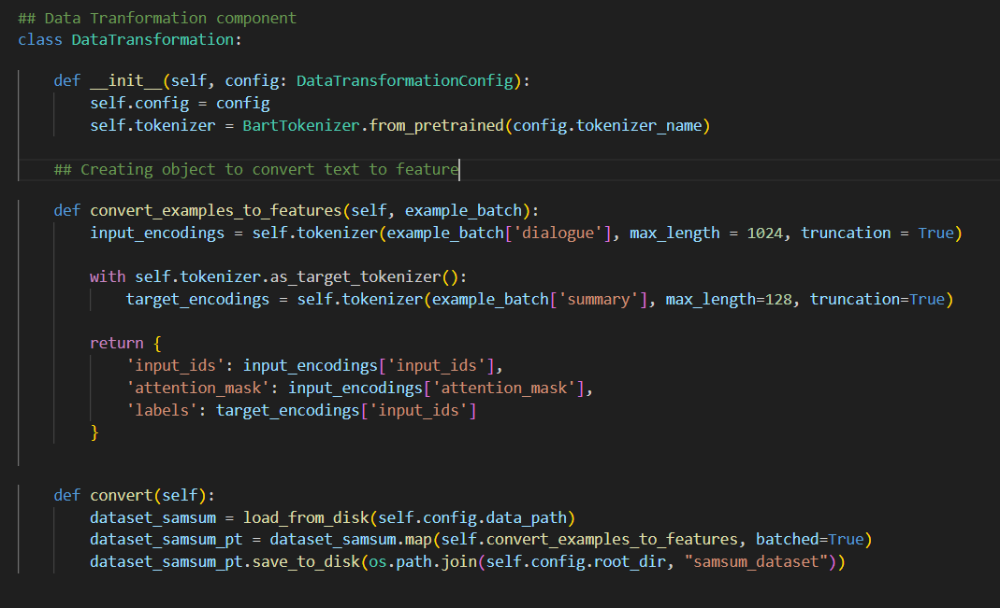 ## Data Tranformation component
class DataTransformation:
    def __init__(self, config: DataTransformationConfig):
        self.config = config
        self.tokenizer = BartTokenizer.from_pretrained(config.tokenizer_name)
    ## Creating object to convert text to feature
    def convert_examples_to_features(self, example_batch):
        input_encodings = self.tokenizer(example_batch['dialogue'], max_length = 1024, truncation = True)
        with self.tokenizer.as_target_tokenizer():
            target_encodings = self.tokenizer(example_batch['summary'], max_length=128, truncation=True)
        return {
            'input_ids': input_encodings['input_ids'],
            'attention_mask': input_encodings['attention_mask'],
            'labels': target_encodings['input_ids']
        }
    def convert(self):
        dataset_samsum = load_from_disk(self.config.data_path)
        dataset_samsum_pt = dataset_samsum.map(self.convert_examples_to_features, batched=True)
        dataset_samsum_pt.save_to_disk(os.path.join(self.config.root_dir, "samsum_dataset"))